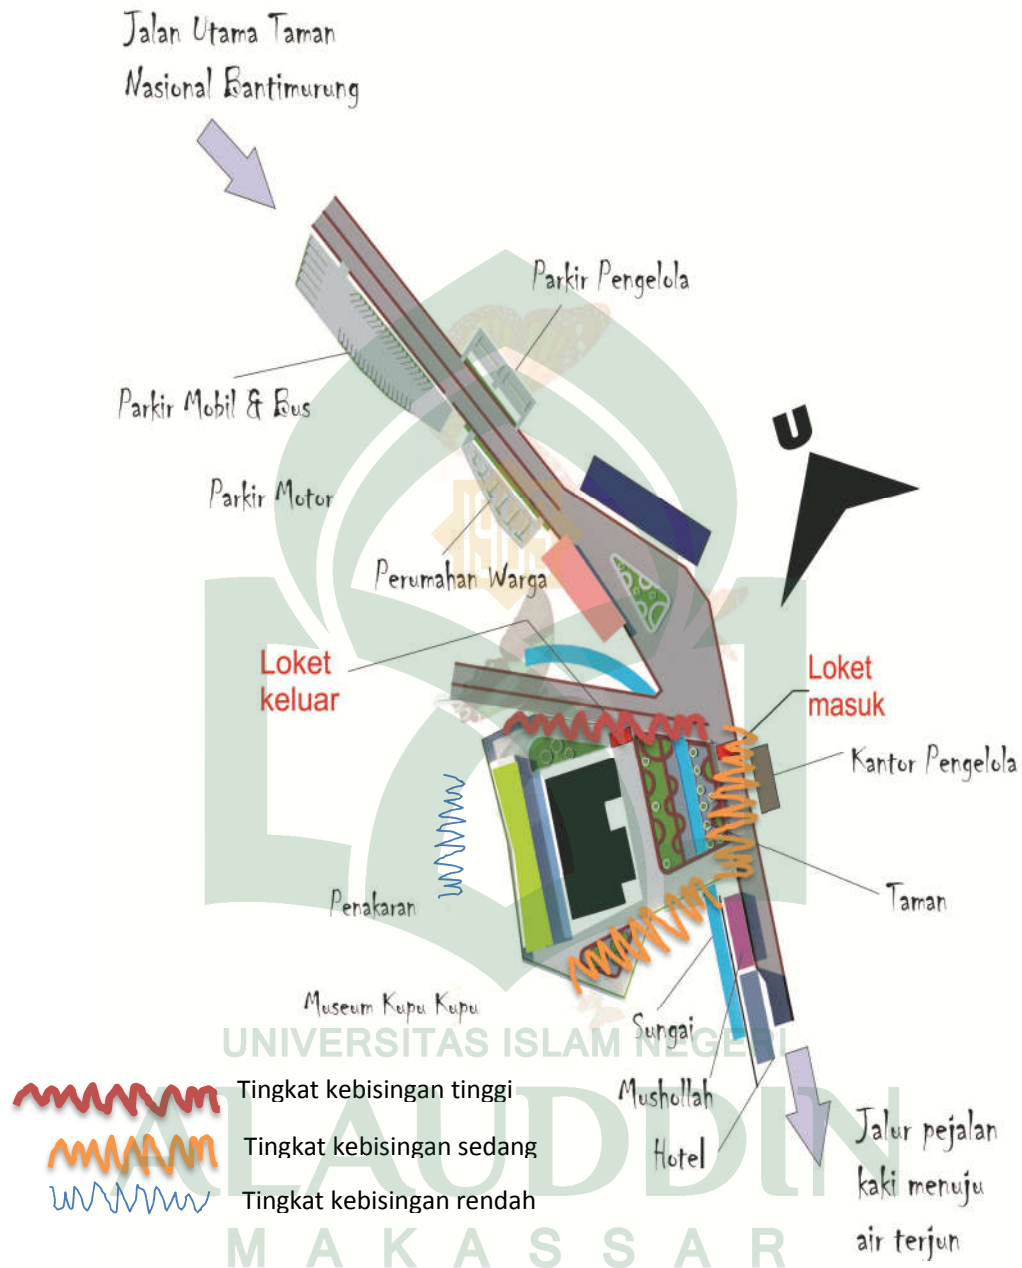 Jalan Utama Taman
Nasional Bantimurung
Parkir Pengelola
Parkir Mobil & Bus
U
Parkir Motor
Perumahan Warga
Loket
keluar
Loket
masuk
Kantor Pengelola
Penakaran
Taman
Museum Kupu Kupu
Sungai
UNIVERSITAS ISLAM NEGERI
Tingkat kebisingan tinggi
Mushollah
ALAUDDIN
Tingkat kebisingan sedang
Hotel
Jalur pejalan
kaki menuju
air terjun
Tingkat kebisingan rendah
MAKASSAR